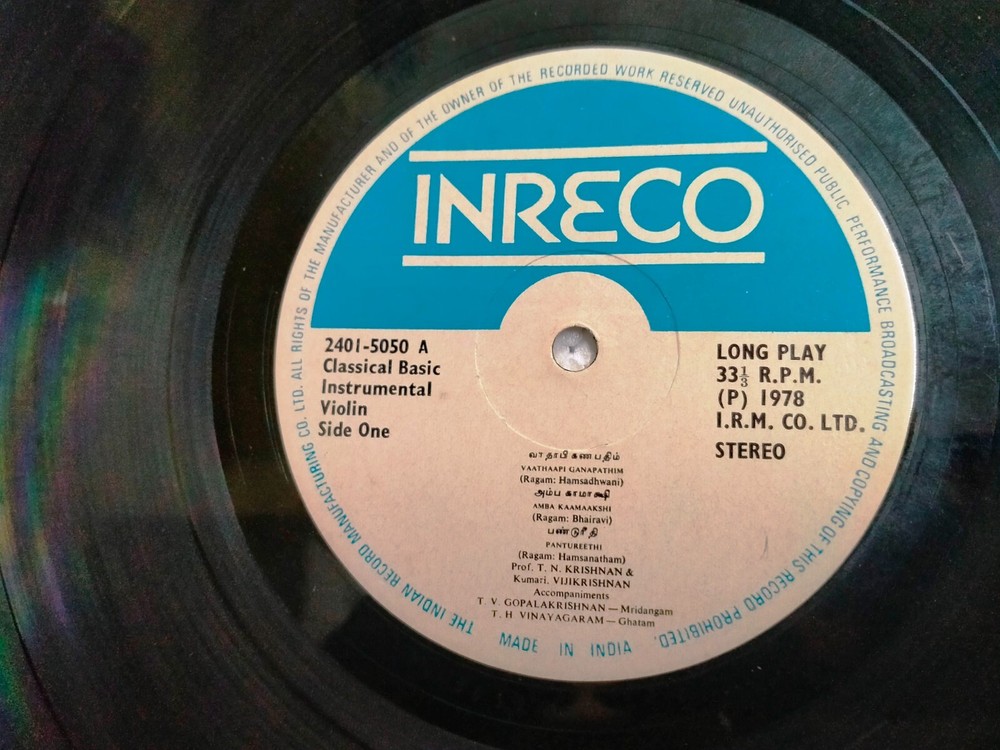 THE INDIAN RECORD MANUFACTURING CO. LTD. ALL RIGHTS OF THE MANUFACTURER AND OF THE OWNER OF THE RECORDED WORK RESERVED UNAUTHORISED PUBLIC PERFORMANCE BROADCASTING AND COPYING OF THIS RECORD PROHIBITED.
INRECO
2401-5050 A
Classical Basic
Instrumental
Violin
Side One
LONG PLAY
33⅓ R.P.M.
(P) 1978
I.R.M. CO. LTD.
STEREO
வாதாபி கணபதிம்
VAATHAAPI GANAPATHIM
(Ragam: Hamsadhwani)
அம்ப காமாக்ஷி
AMBA KAAMAAKSHI
(Ragam: Bhairavi)
பண்டுரீதி
PANTUREETHI
(Ragam: Hamsanatham)
Prof. T. N. KRISHNAN &
Kumari. VIJIKRISHNAN
Accompaniments
T. V. GOPALAKRISHNAN — Mridangam
T. H VINAYAGARAM — Ghatam
MADE IN INDIA